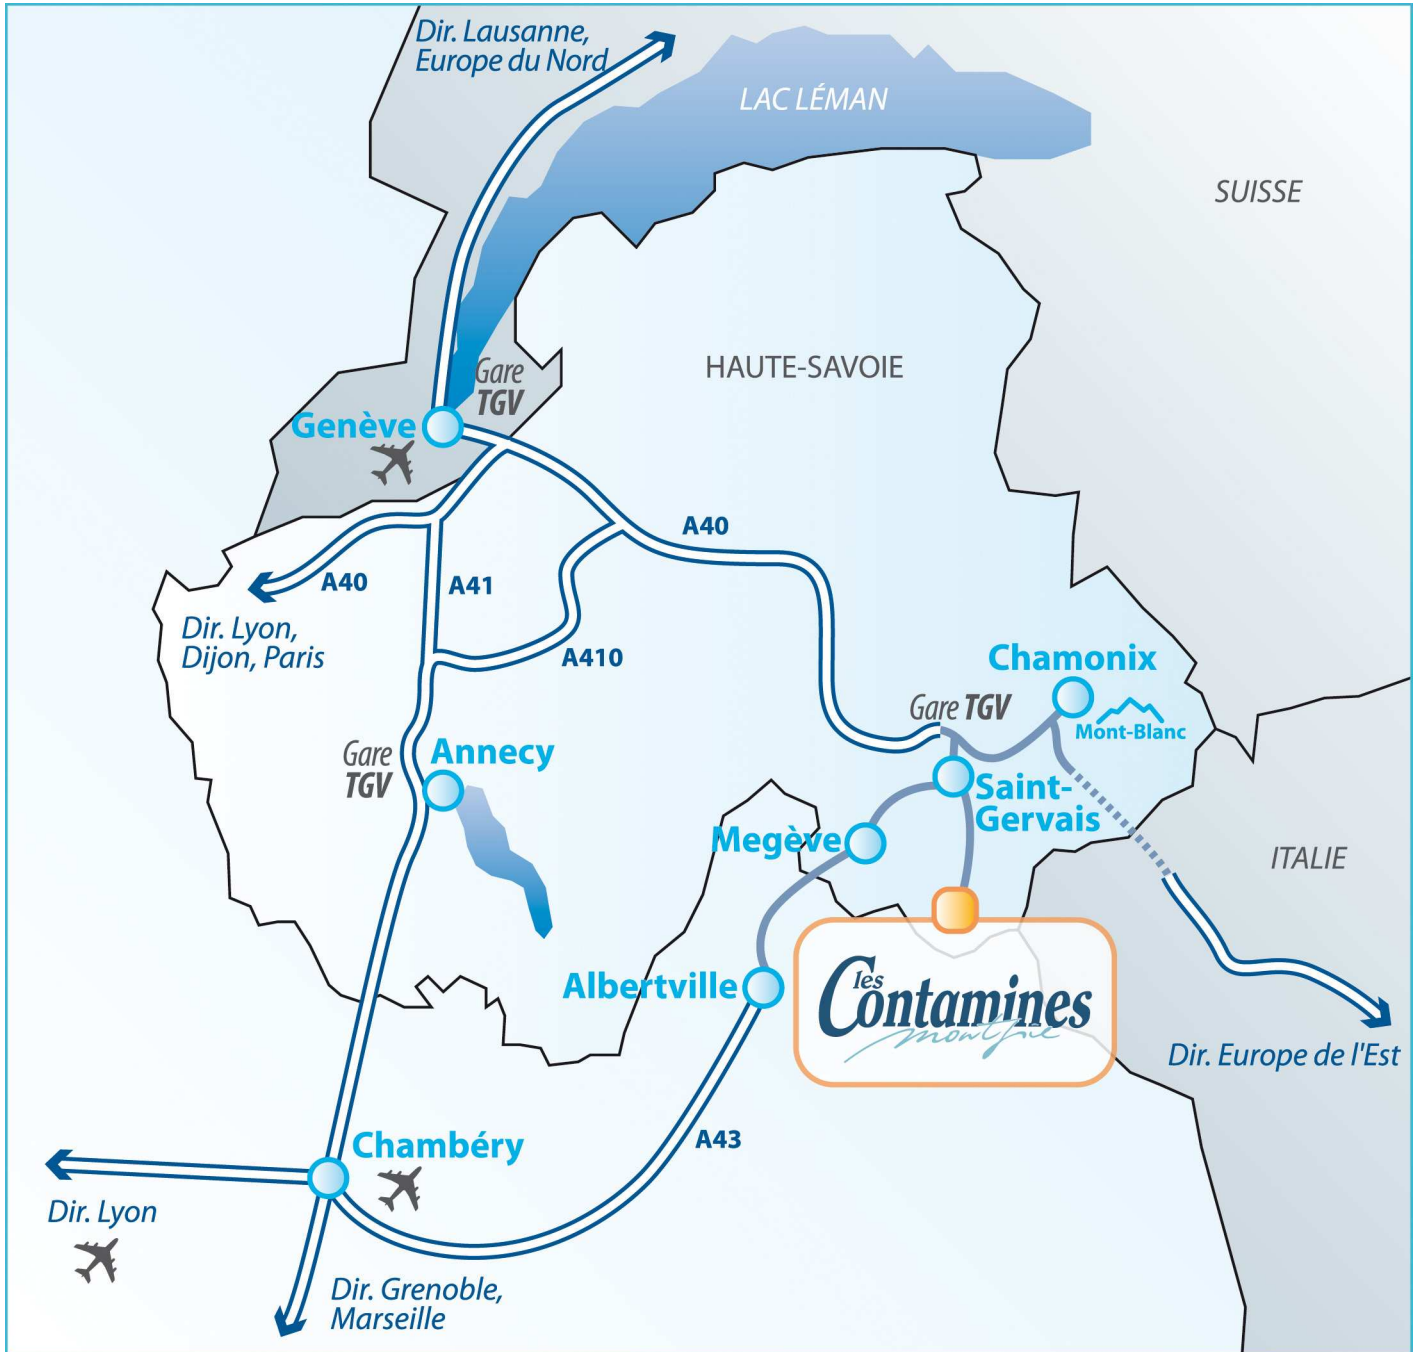 Dir. Lausanne,
Europe du Nord
LAC LÉMAN
SUISSE
HAUTE-SAVOIE
Gare
TGV
Genève
A40
A40
A41
Dir. Lyon,
Dijon, Paris
A410
Chamonix
Gare TGV
Mont-Blanc
Gare
TGV
Annecy
Saint-
Gervais
Megève
ITALIE
Albertville
les
Contamines
montjoie
Dir. Europe de l'Est
A43
Chambéry
Dir. Lyon
Dir. Grenoble,
Marseille